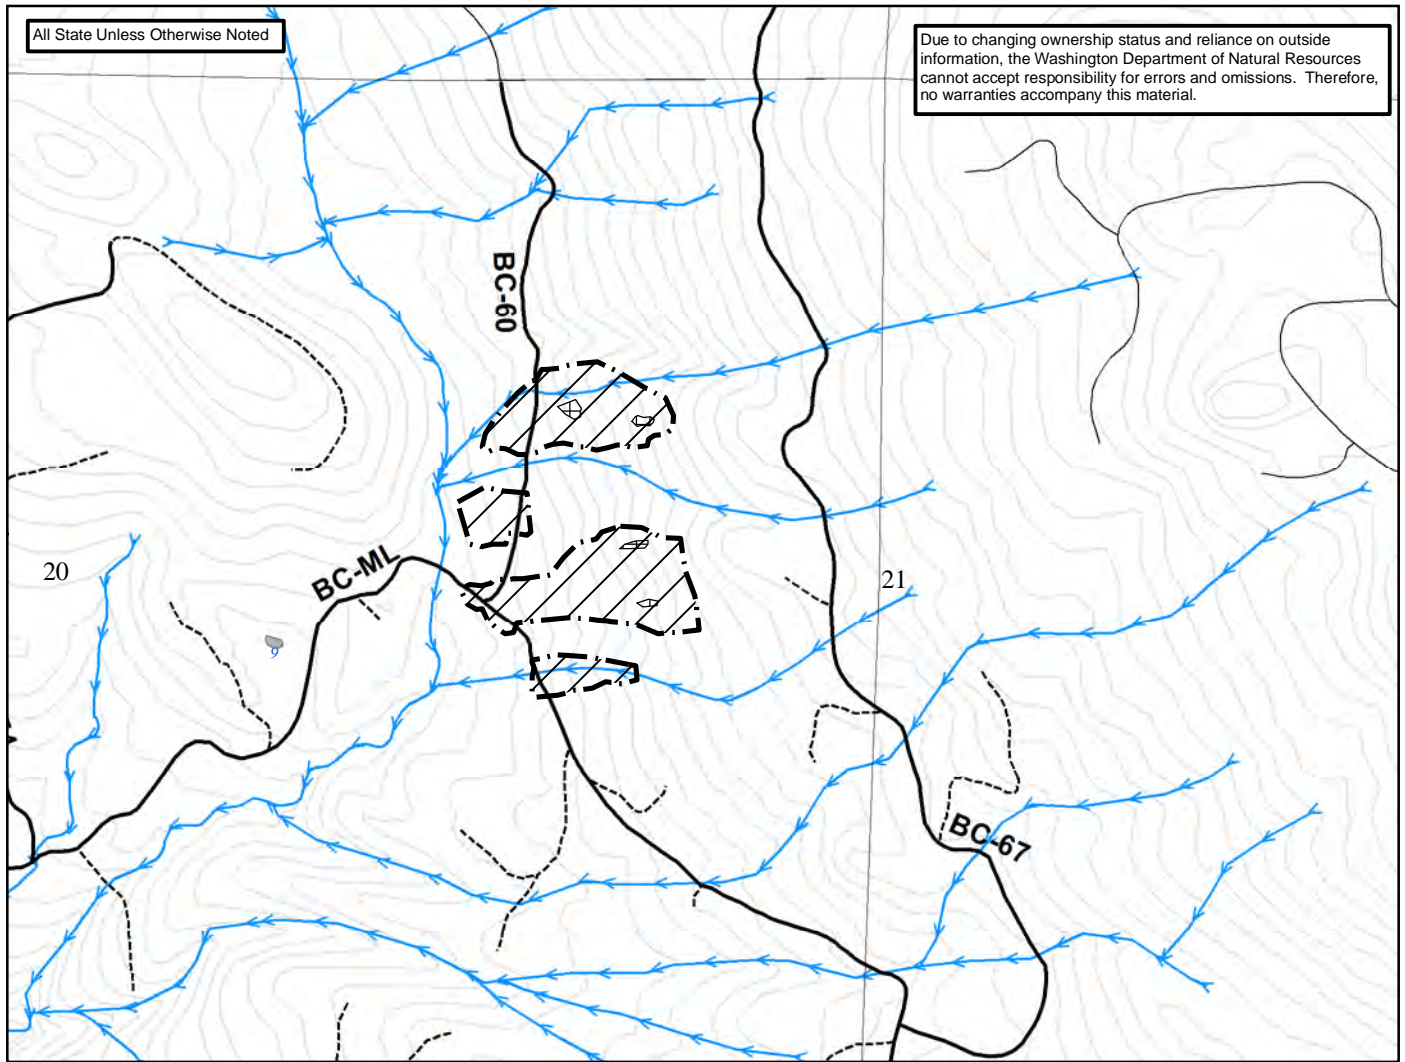 All State Unless Otherwise Noted
Due to changing ownership status and reliance on outside
information, the Washington Department of Natural Resources
cannot accept responsibility for errors and omissions. Therefore,
no warranties accompany this material.
BC-60
20
BC-ML
21
9
BC-67